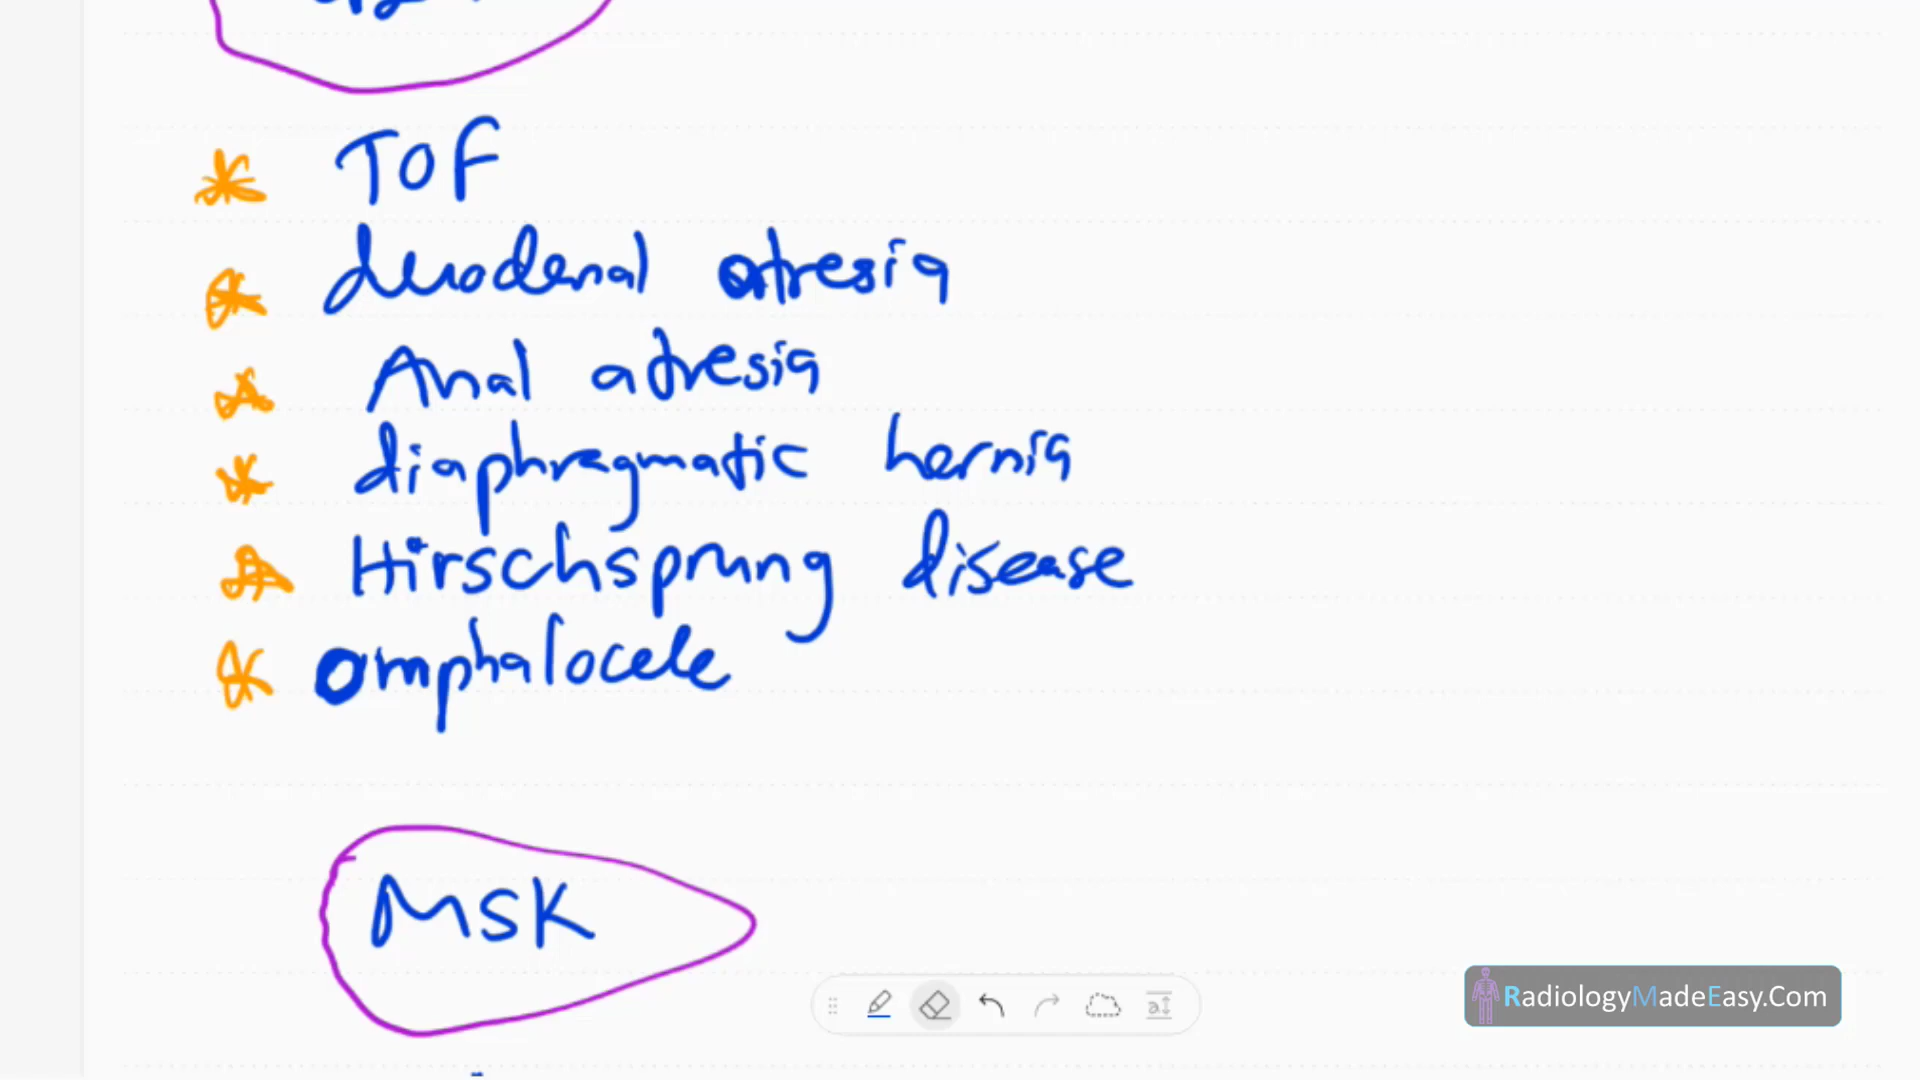 TOF
duodenal atresia
Anal atresia
diaphragmatic hernia
Hirschsprung disease
omphalocele
MSK
RadiologyMadeEasy.Com